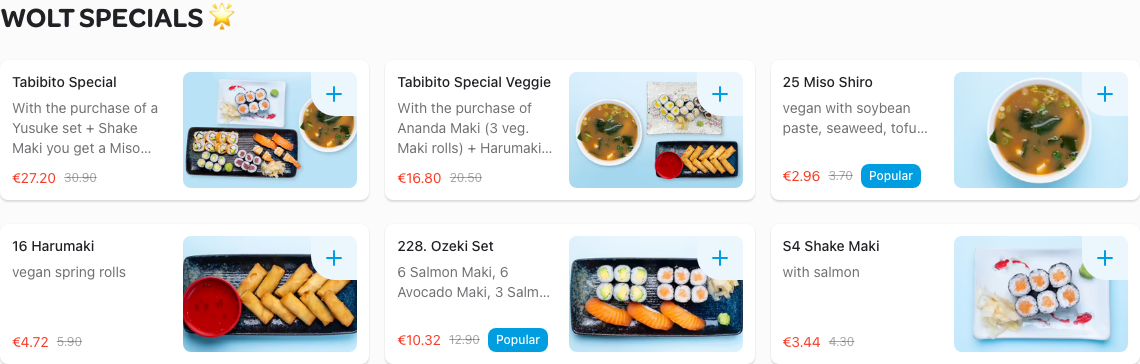 WOLT SPECIALS 🌟
Tabibito Special
With the purchase of a
Yusuke set + Shake
Maki you get a Miso...
€27.20 30.90
Tabibito Special Veggie
With the purchase of
Ananda Maki (3 veg.
Maki rolls) + Harumaki...
€16.80 20.50
25 Miso Shiro
vegan with soybean
paste, seaweed, tofu...
€2.96 3.70 Popular
16 Harumaki
vegan spring rolls
€4.72 5.90
228. Ozeki Set
6 Salmon Maki, 6
Avocado Maki, 3 Salm...
€10.32 12.90 Popular
S4 Shake Maki
with salmon
€3.44 4.30